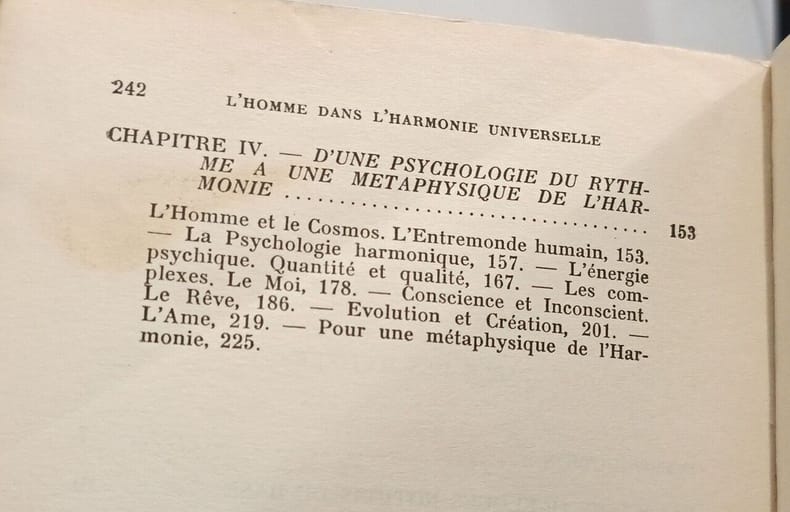 242
L'HOMME DANS L'HARMONIE UNIVERSELLE
CHAPITRE IV. — D'UNE PSYCHOLOGIE DU RYTH-
ME A UNE METAPHYSIQUE DE L'HAR-
MONIE .................................... 153
L'Homme et le Cosmos. L'Entremonde humain, 153.
— La Psychologie harmonique, 157. — L'énergie
psychique. Quantité et qualité, 167. — Les com-
plexes. Le Moi, 178. — Conscience et Inconscient.
Le Rêve, 186. — Evolution et Création, 201. —
L'Ame, 219. — Pour une métaphysique de l'Har-
monie, 225.